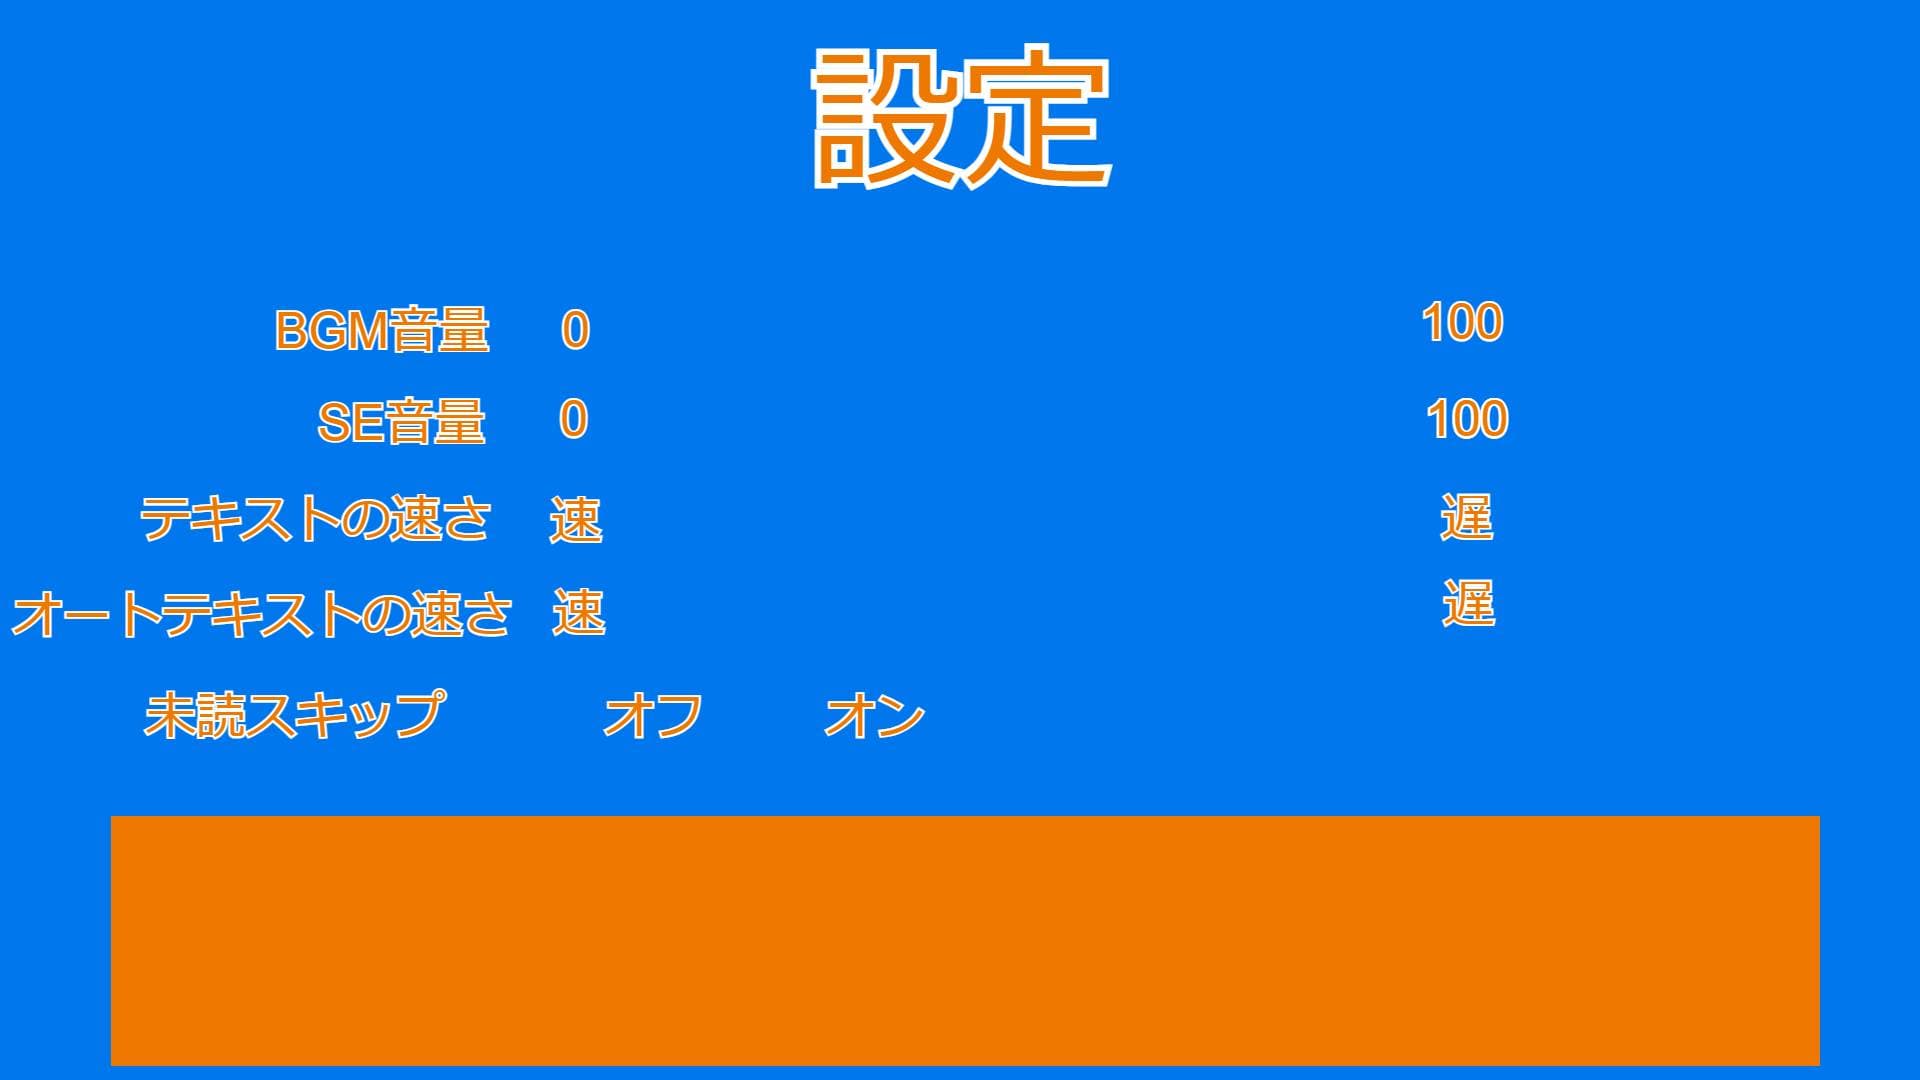 設定
BGM音量 0 100
SE音量 0 100
テキストの速さ 速 遅
オートテキストの速さ 速 遅
未読スキップ オフ オン